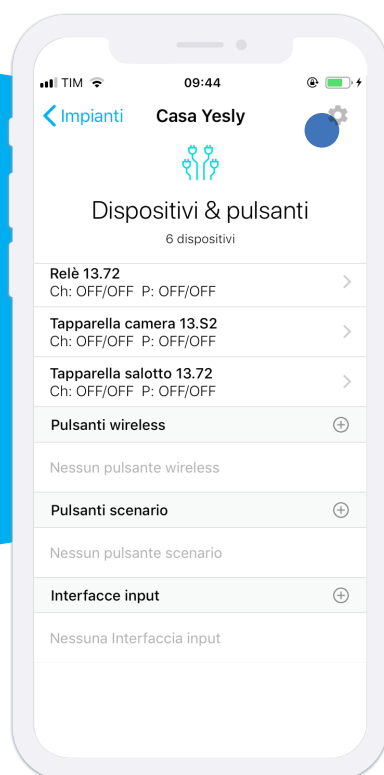 TIM 09:44
Impianti Casa Yesly
Dispositivi & pulsanti
6 dispositivi
Relè 13.72
Ch: OFF/OFF P: OFF/OFF
Tapparella camera 13.S2
Ch: OFF/OFF P: OFF/OFF
Tapparella salotto 13.72
Ch: OFF/OFF P: OFF/OFF
Pulsanti wireless
Nessun pulsante wireless
Pulsanti scenario
Nessun pulsante scenario
Interfacce input
Nessuna Interfaccia input